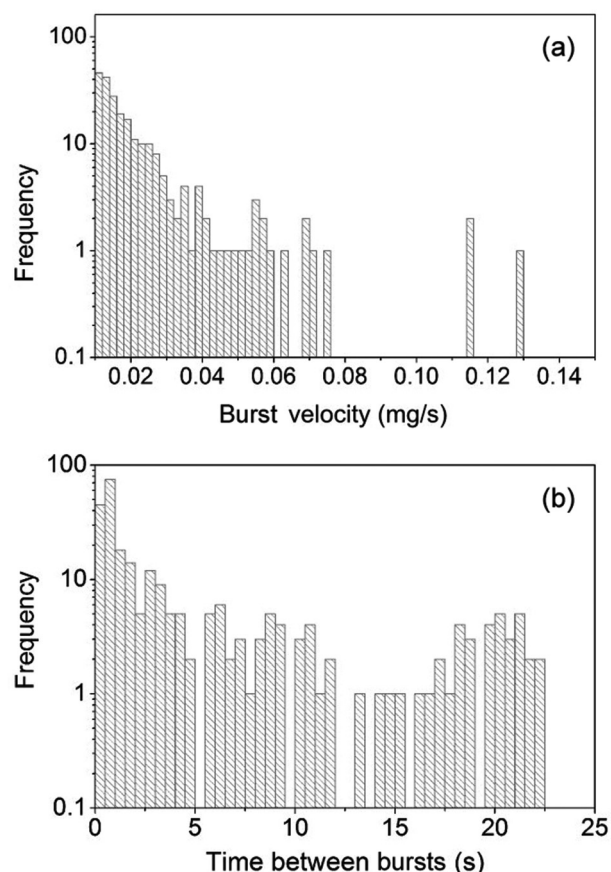 100
(a)
10
Frequency
1
0.1
0.02 0.04 0.06 0.08 0.10 0.12 0.14
Burst velocity (mg/s)
100
(b)
10
Frequency
1
0.1
0 5 10 15 20 25
Time between bursts (s)